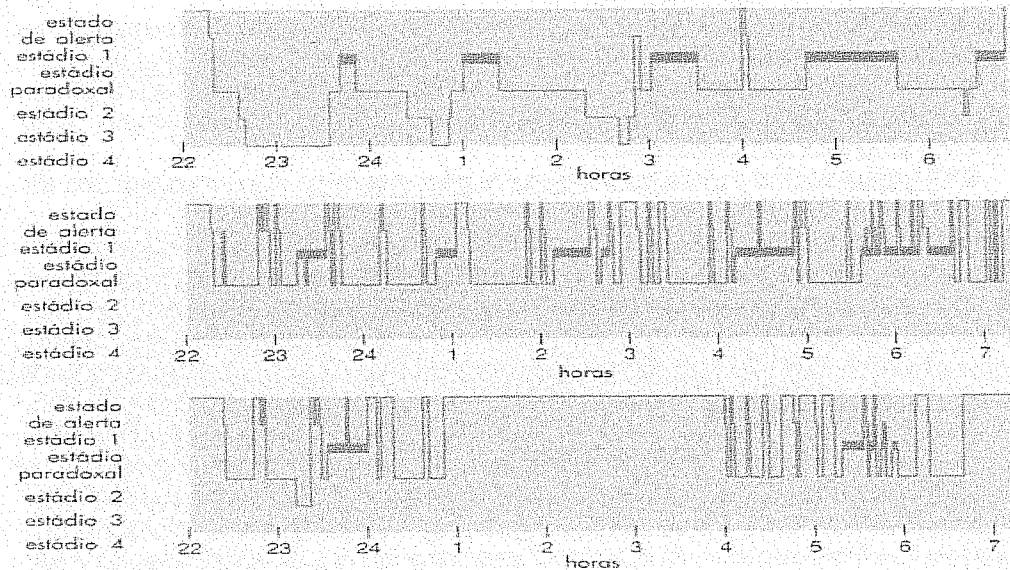 estado
de alerta
estádio 1
estádio
paradoxal
estádio 2
estádio 3
estádio 4
22 23 24 1 2 3 4 5 6
horas
estado
de alerta
estádio 1
estádio
paradoxal
estádio 2
estádio 3
estádio 4
22 23 24 1 2 3 4 5 6 7
horas
estado
de alerta
estádio 1
estádio
paradoxal
estádio 2
estádio 3
estádio 4
22 23 24 1 2 3 4 5 6 7
horas